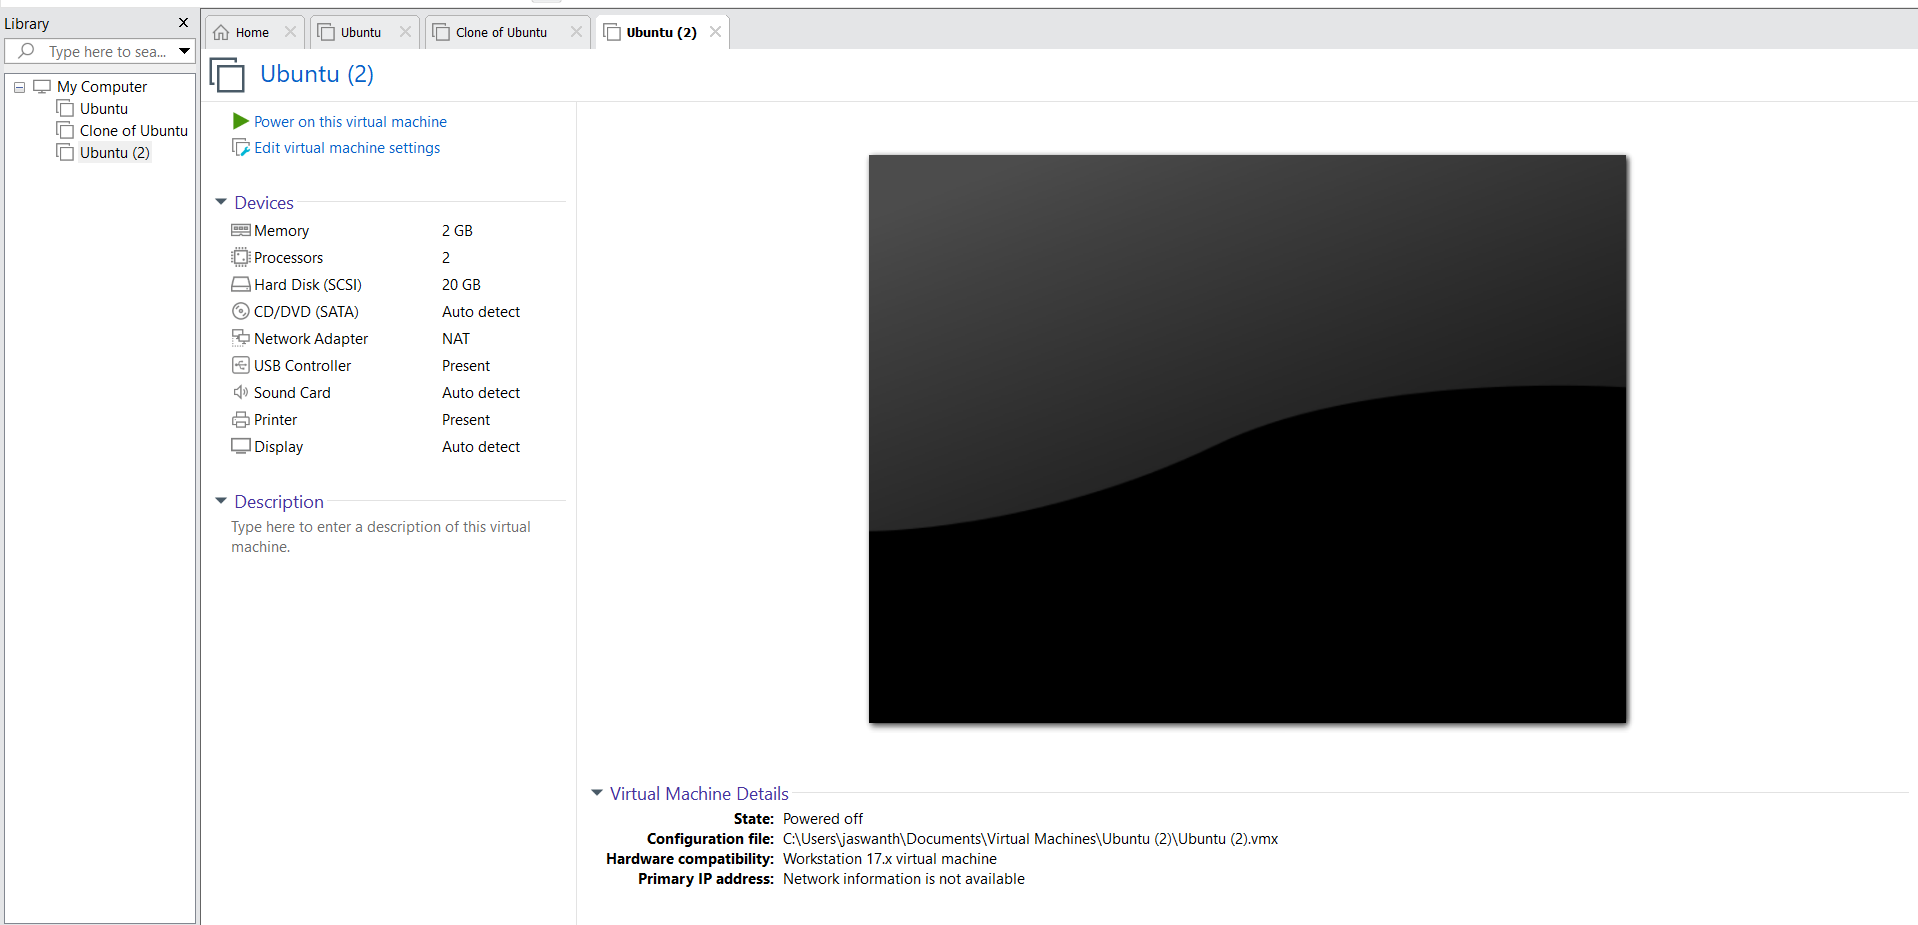 Library
Type here to sea...
My Computer
Ubuntu
Clone of Ubuntu
Ubuntu (2)
Home
Ubuntu
Clone of Ubuntu
Ubuntu (2)
Ubuntu (2)
Power on this virtual machine
Edit virtual machine settings
Devices
Memory 2 GB
Processors 2
Hard Disk (SCSI) 20 GB
CD/DVD (SATA) Auto detect
Network Adapter NAT
USB Controller Present
Sound Card Auto detect
Printer Present
Display Auto detect
Description
Type here to enter a description of this virtual
machine.
Virtual Machine Details
State: Powered off
Configuration file: C:\Users\jaswanth\Documents\Virtual Machines\Ubuntu (2)\Ubuntu (2).vmx
Hardware compatibility: Workstation 17.x virtual machine
Primary IP address: Network information is not available